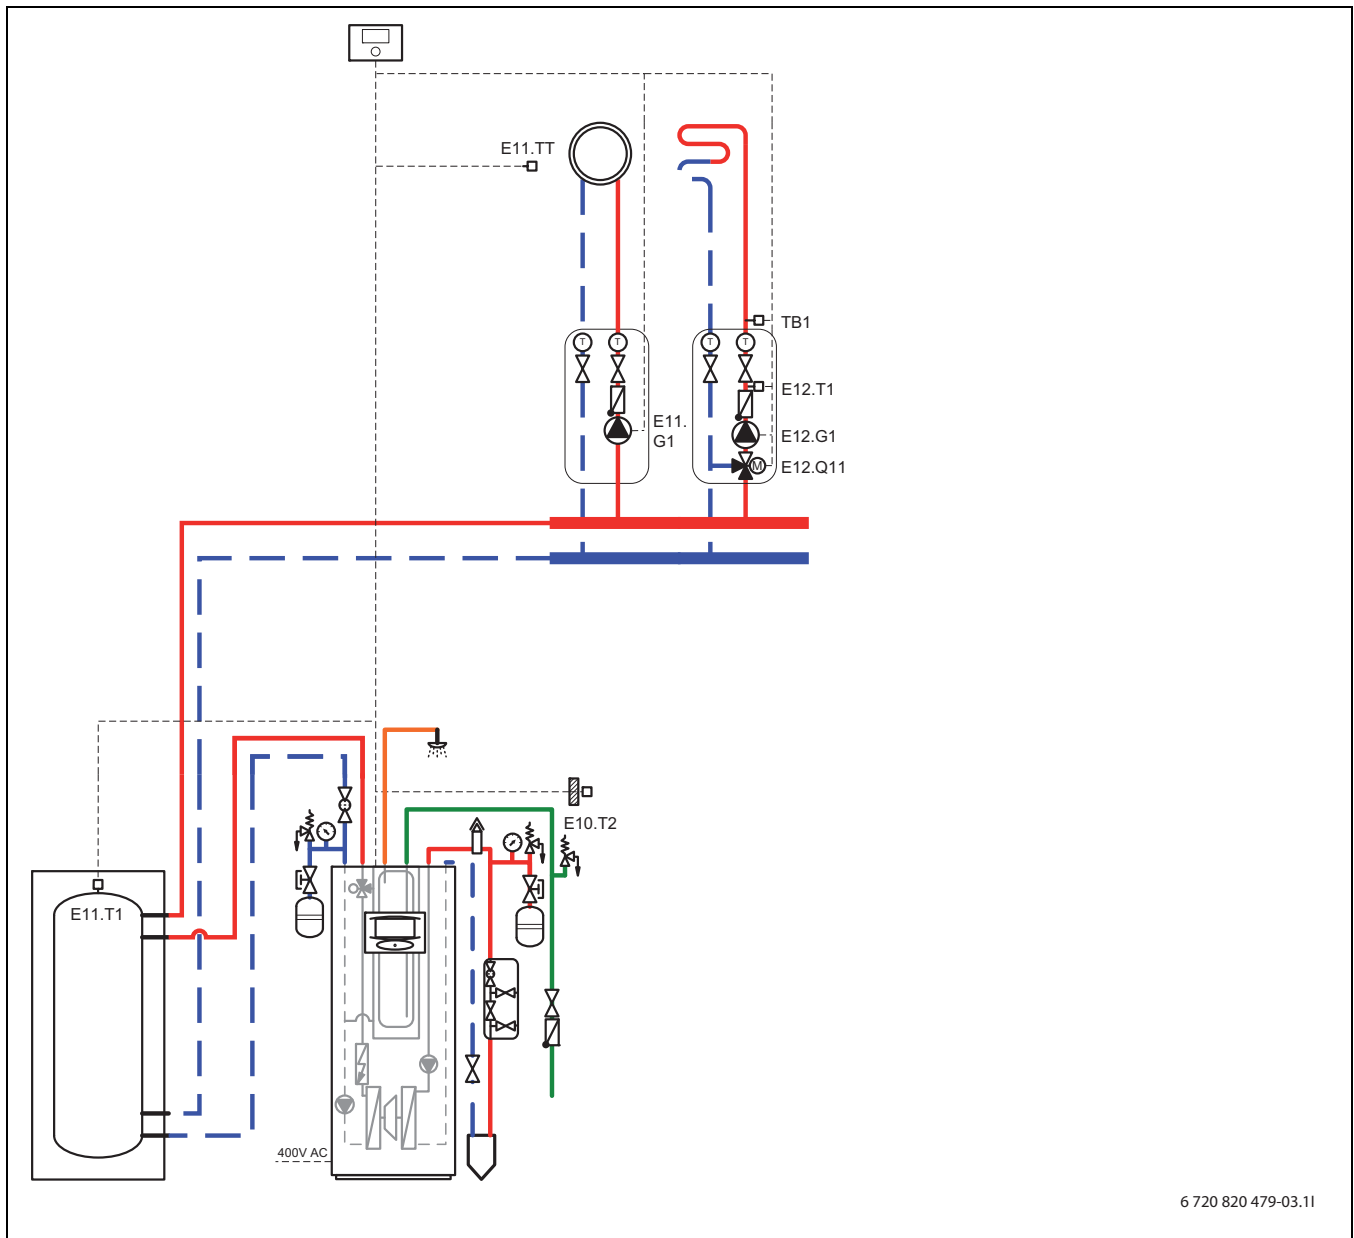 E11.TT
T
T
T
T
TB1
E12.T1
E11.
G1
E12.G1
M
E12.Q11
E10.T2
E11.T1
400V AC
6 720 820 479-03.1I